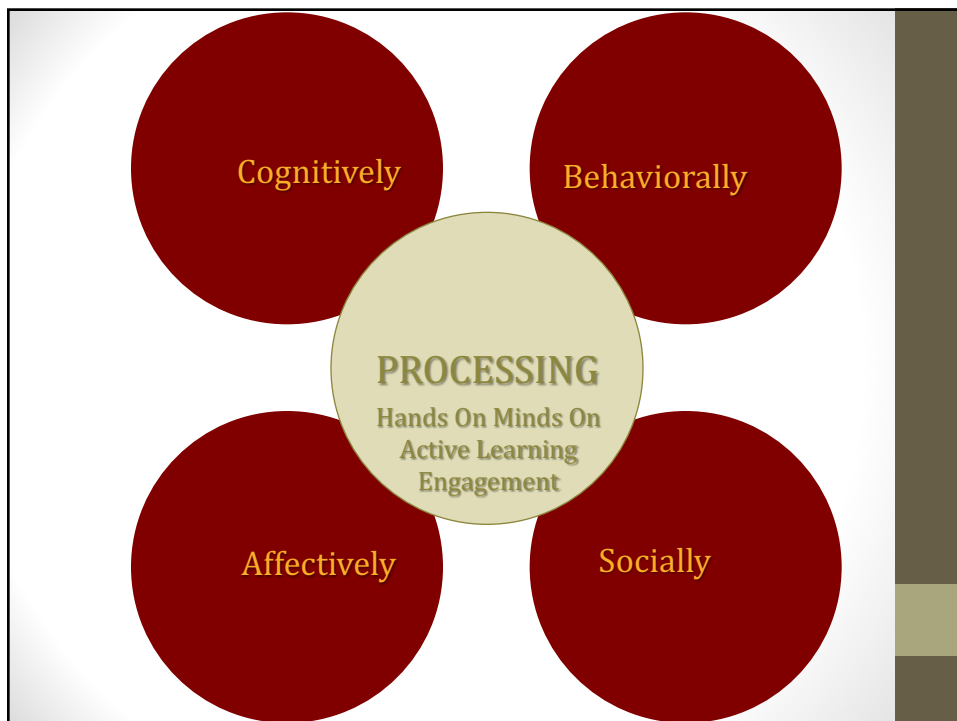 Cognitively
Behaviorally
PROCESSING
Hands On Minds On
Active Learning
Engagement
Affectively
Socially